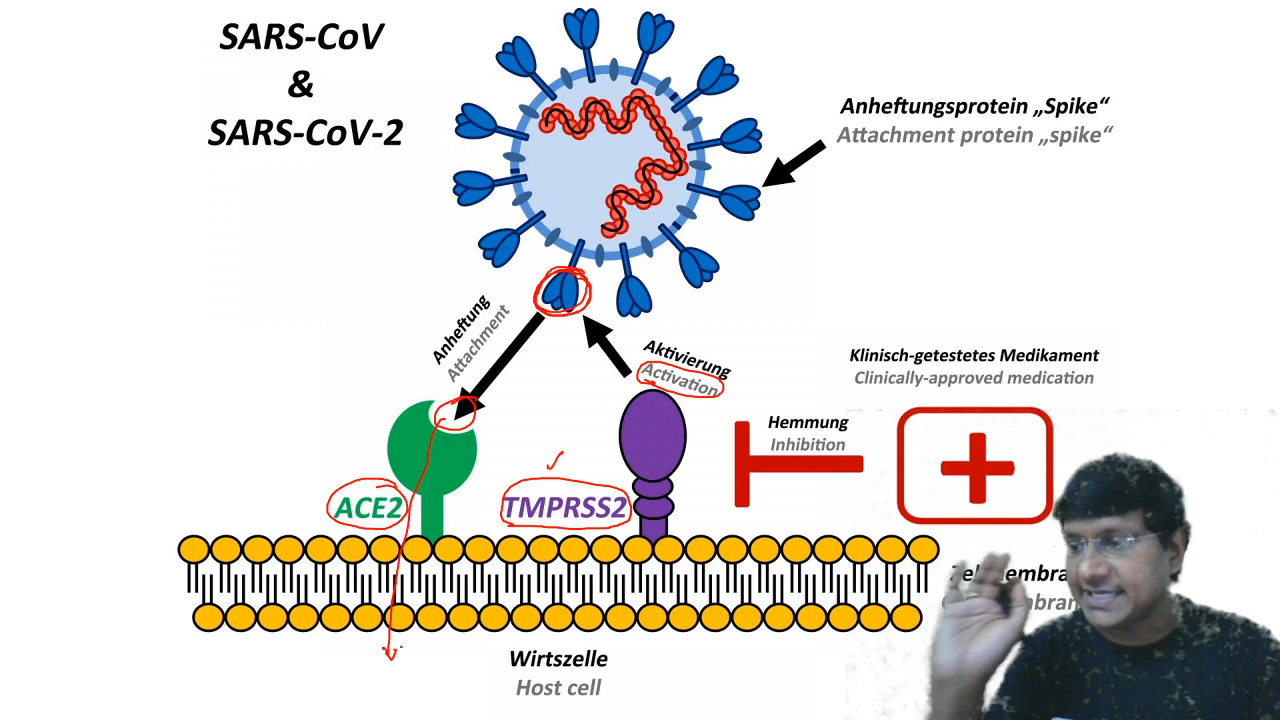 SARS-CoV
&
SARS-CoV-2
Anheftungsprotein „Spike“
Attachment protein „spike“
Anheftung
Attachment
Aktivierung
Activation
Klinisch-getestetes Medikament
Clinically-approved medication
Hemmung
Inhibition
ACE2
TMPRSS2
Wirtszelle
Host cell